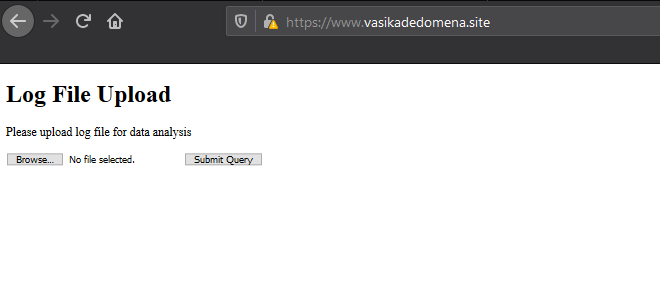 https://www.vasikadedomena.site
Log File Upload
Please upload log file for data analysis
Browse... No file selected. Submit Query